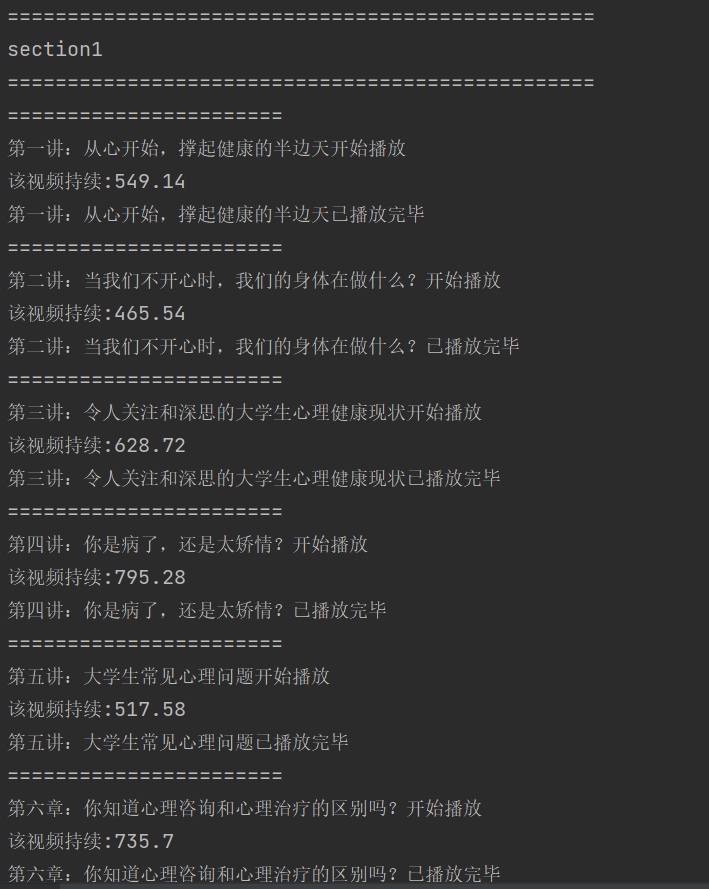 =================================================
section1
=================================================
=======================
第一讲：从心开始，撑起健康的半边天开始播放
该视频持续:549.14
第一讲：从心开始，撑起健康的半边天已播放完毕
=======================
第二讲：当我们不开心时，我们的身体在做什么？开始播放
该视频持续:465.54
第二讲：当我们不开心时，我们的身体在做什么？已播放完毕
=======================
第三讲：令人关注和深思的大学生心理健康现状开始播放
该视频持续:628.72
第三讲：令人关注和深思的大学生心理健康现状已播放完毕
=======================
第四讲：你是病了，还是太矫情？开始播放
该视频持续:795.28
第四讲：你是病了，还是太矫情？已播放完毕
=======================
第五讲：大学生常见心理问题开始播放
该视频持续:517.58
第五讲：大学生常见心理问题已播放完毕
=======================
第六章：你知道心理咨询和心理治疗的区别吗？开始播放
该视频持续:735.7
第六章：你知道心理咨询和心理治疗的区别吗？已播放完毕